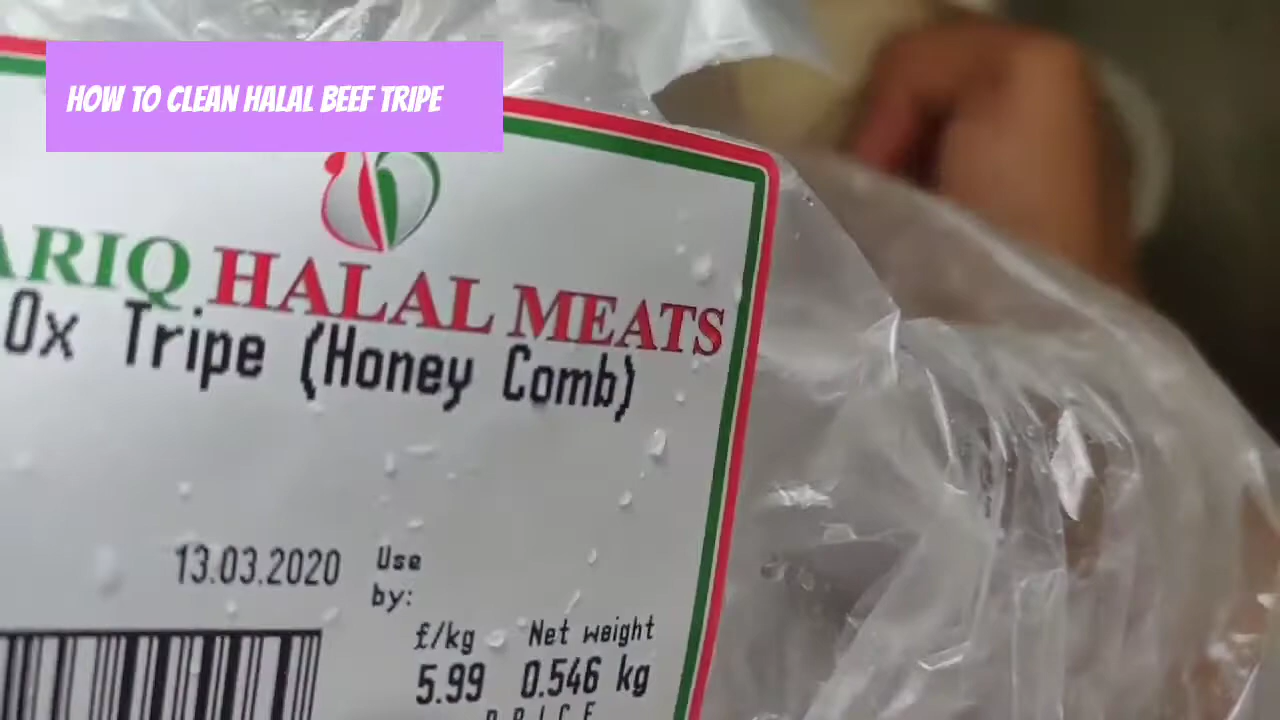 HOW TO CLEAN HALAL BEEF TRIPE
ARIQ HALAL MEATS
Ox Tripe (Honey Comb)
13.03.2020 Use by:
£/kg Net weight
5.99 0.546 kg
PRICE